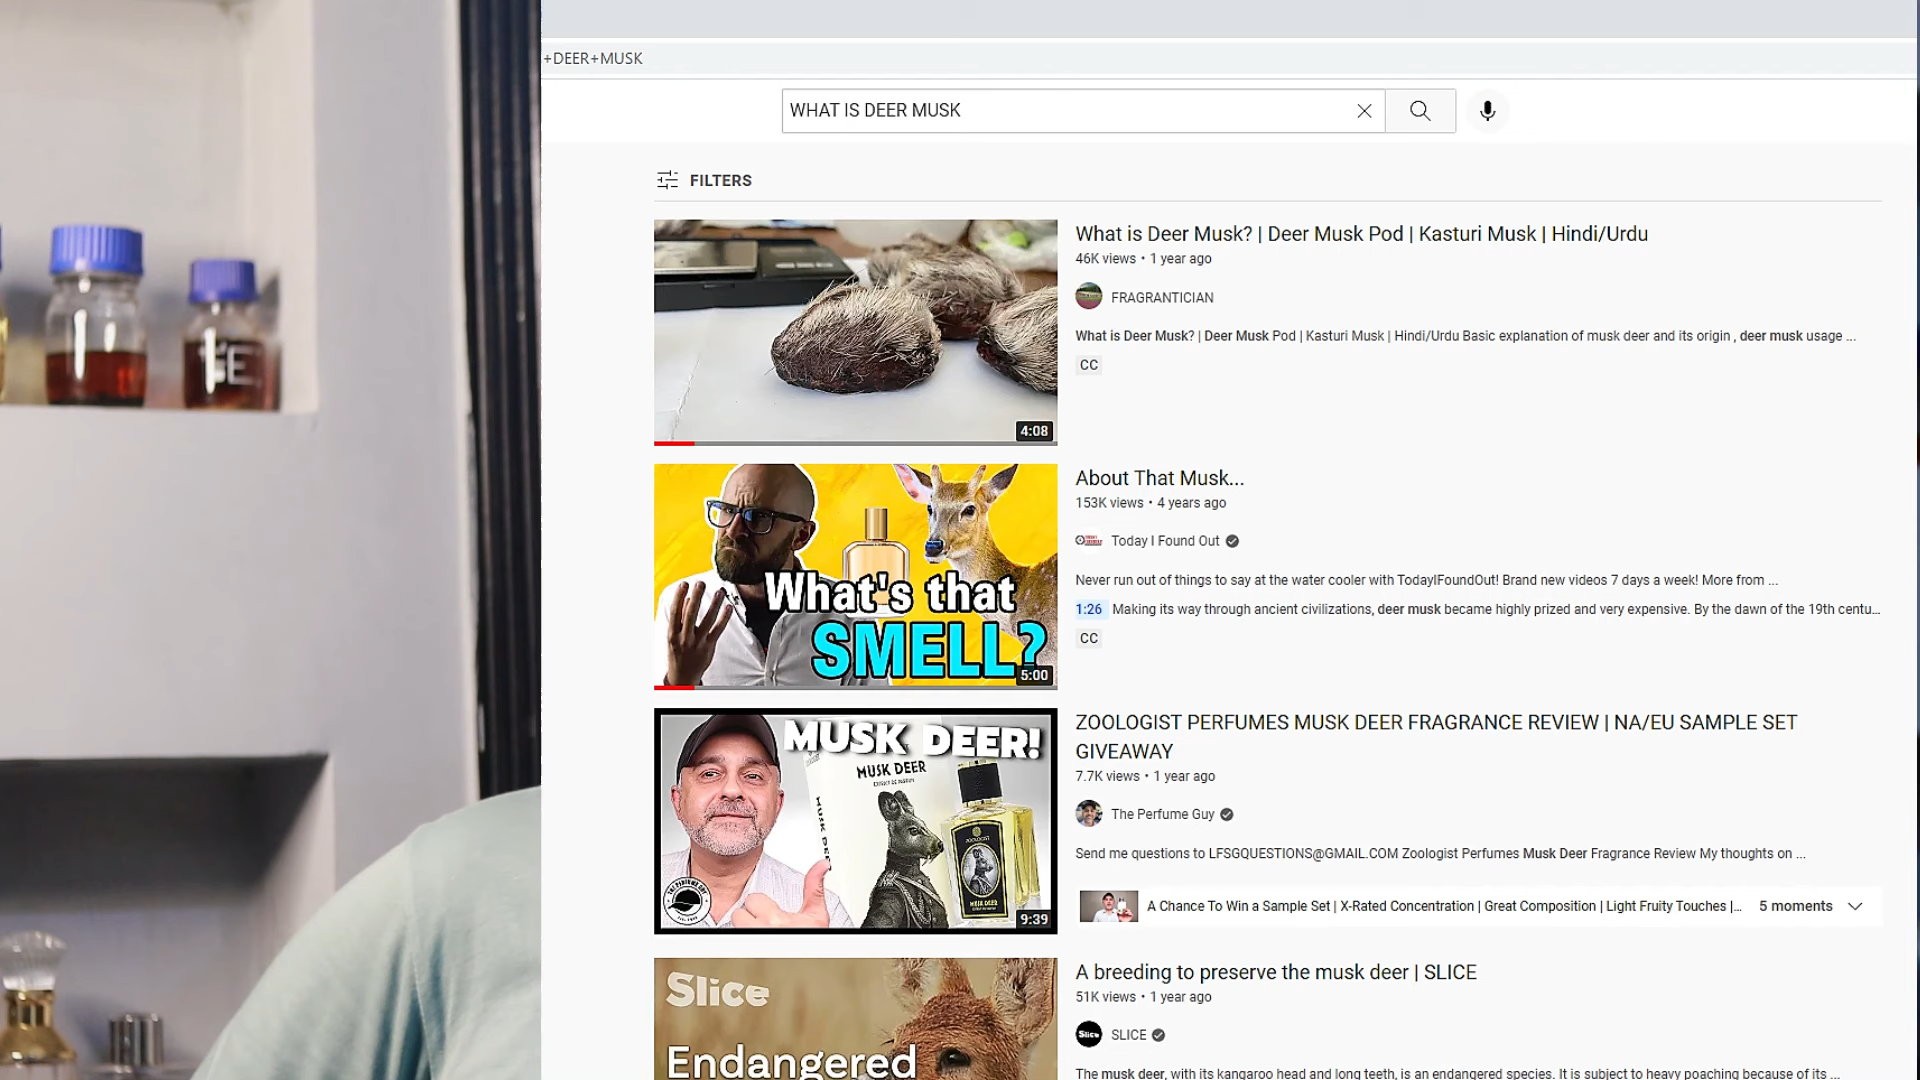 +DEER+MUSK
WHAT IS DEER MUSK
FILTERS
What is Deer Musk? | Deer Musk Pod | Kasturi Musk | Hindi/Urdu
46K views • 1 year ago
FRAGRANTICIAN
What is Deer Musk? | Deer Musk Pod | Kasturi Musk | Hindi/Urdu Basic explanation of musk deer and its origin , deer musk usage ...
CC
4:08
What's that
SMELL?
5:00
About That Musk...
153K views • 4 years ago
Today I Found Out
Never run out of things to say at the water cooler with TodayIFoundOut! Brand new videos 7 days a week! More from ...
1:26 Making its way through ancient civilizations, deer musk became highly prized and very expensive. By the dawn of the 19th centu...
CC
MUSK DEER!
MUSK DEER
MUSK DEE
MUSK DEER
9:39
ZOOLOGIST PERFUMES MUSK DEER FRAGRANCE REVIEW | NA/EU SAMPLE SET
GIVEAWAY
7.7K views • 1 year ago
The Perfume Guy
Send me questions to LFSGQUESTIONS@GMAIL.COM Zoologist Perfumes Musk Deer Fragrance Review My thoughts on ...
A Chance To Win a Sample Set | X-Rated Concentration | Great Composition | Light Fruity Touches |... 5 moments
Slice
Endangered
A breeding to preserve the musk deer | SLICE
51K views • 1 year ago
Slice
SLICE
The musk deer, with its kangaroo head and long teeth, is an endangered species. It is subject to heavy poaching because of its ...